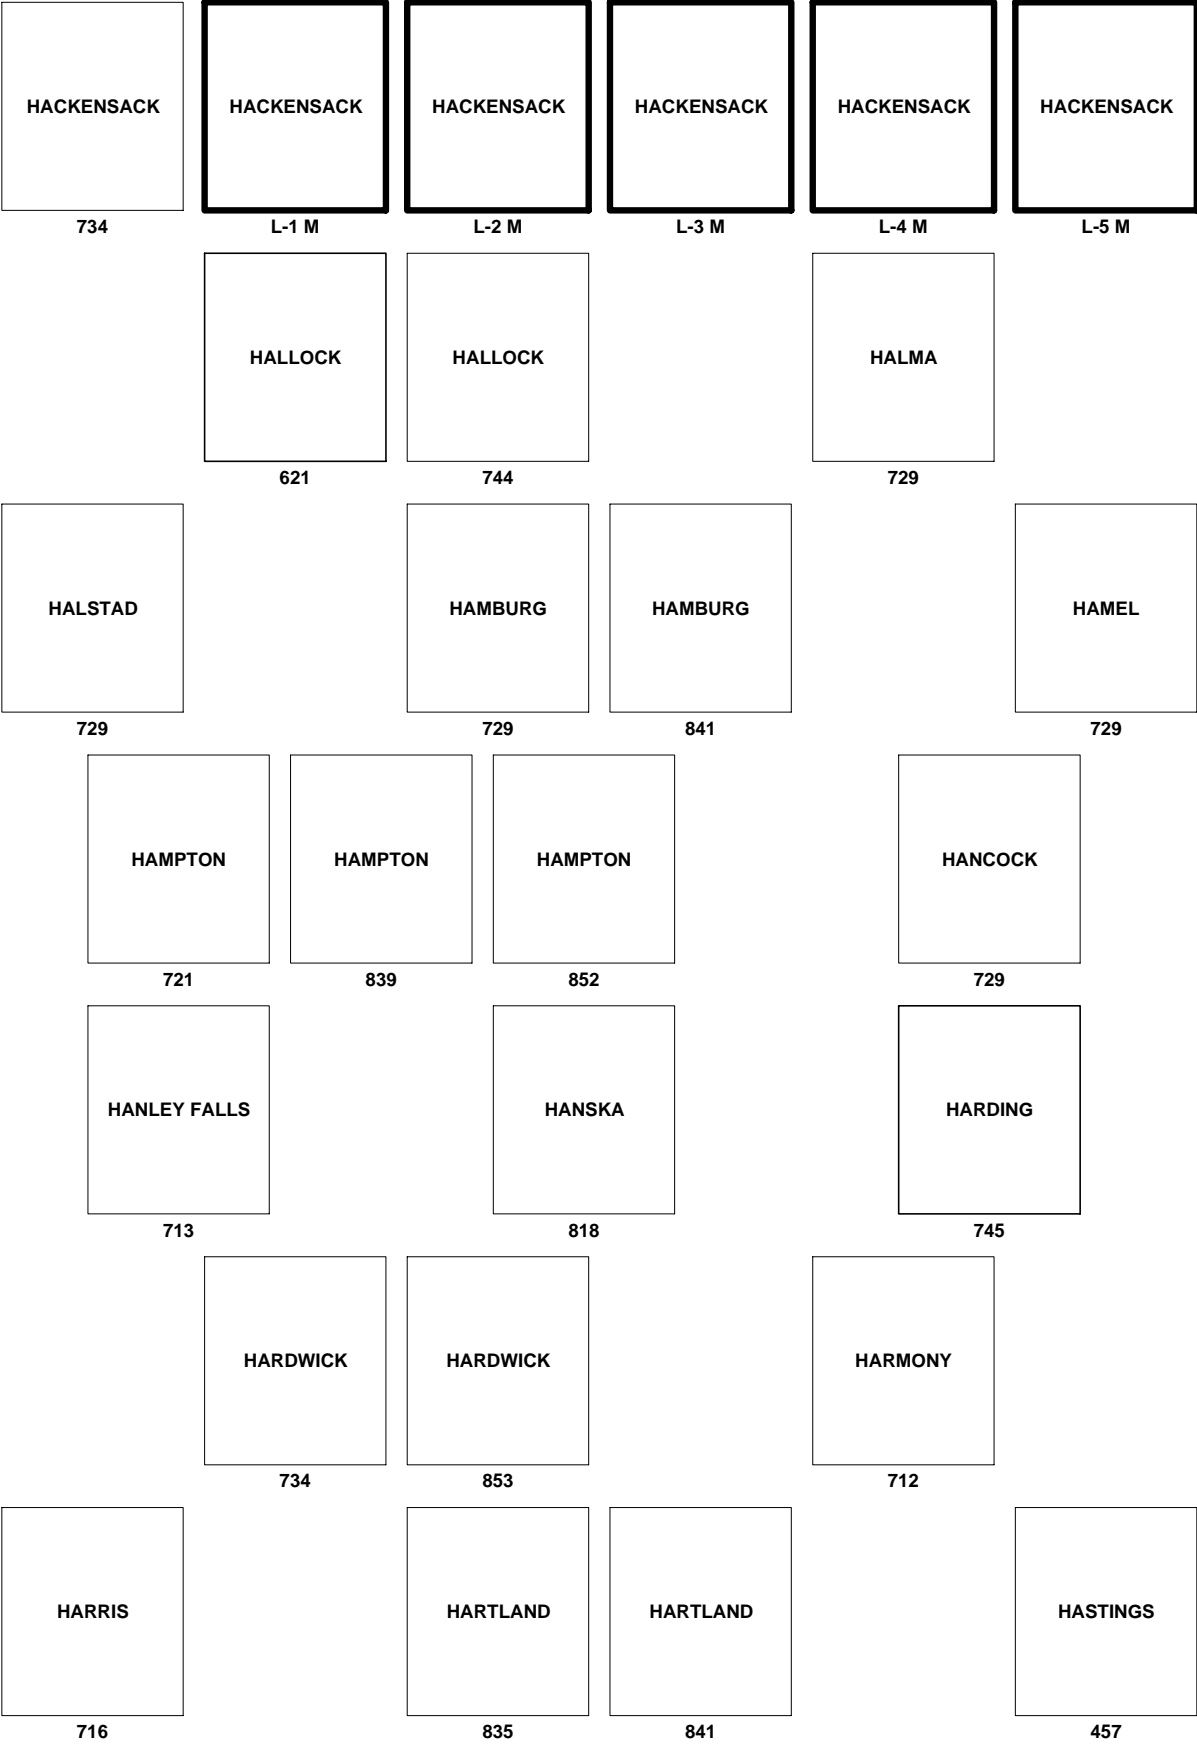 HACKENSACK HACKENSACK HACKENSACK HACKENSACK HACKENSACK HACKENSACK
734 L-1 M L-2 M L-3 M L-4 M L-5 M
HALLOCK HALLOCK HALMA
621 744 729
HALSTAD HAMBURG HAMBURG HAMEL
729 729 841 729
HAMPTON HAMPTON HAMPTON HANCOCK
721 839 852 729
HANLEY FALLS HANSKA HARDING
713 818 745
HARDWICK HARDWICK HARMONY
734 853 712
HARRIS HARTLAND HARTLAND HASTINGS
716 835 841 457